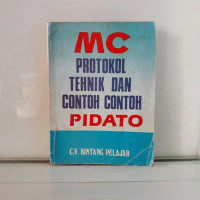 MC
PROTOKOL
TEHNIK DAN
CONTOH CONTOH
PIDATO
C.V. BINTANG PELAJAR